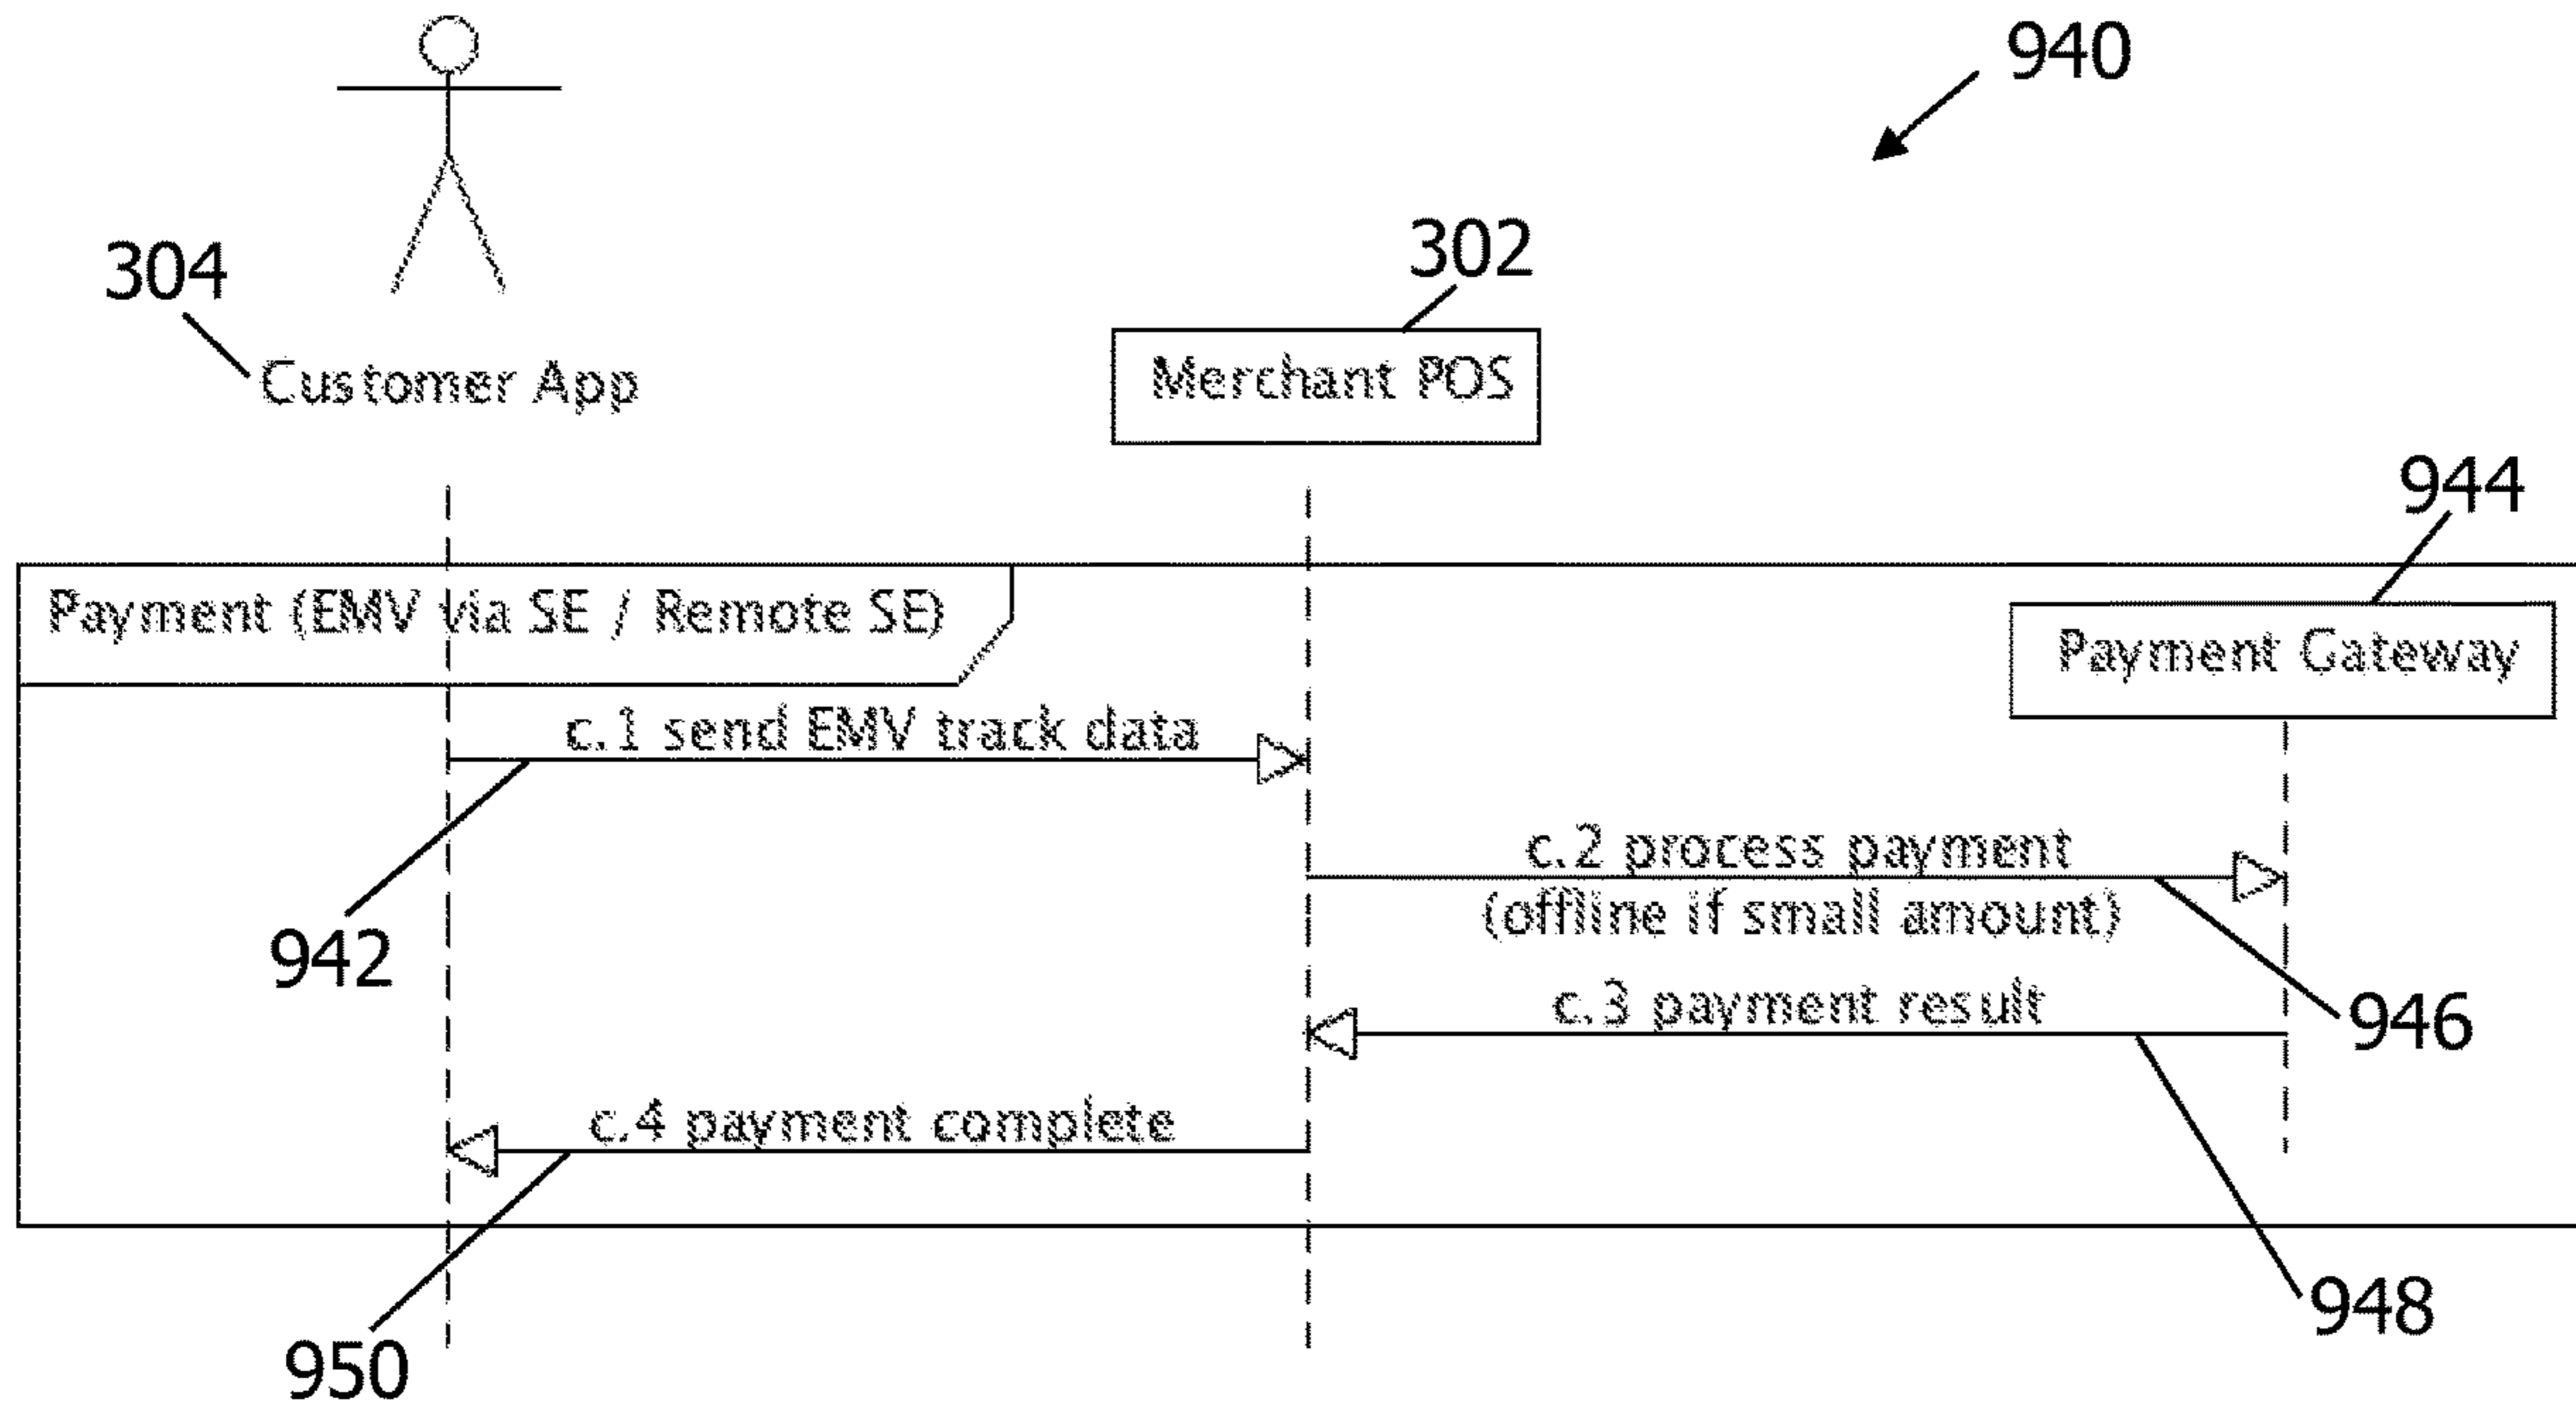 940
304
302
Customer App
Merchant POS
944
Payment (EMV via SE / Remote SE)
Payment Gateway
c.1 send EMV track data
c.2 process payment
(offline if small amount)
942
c.3 payment result
946
c.4 payment complete
948
950